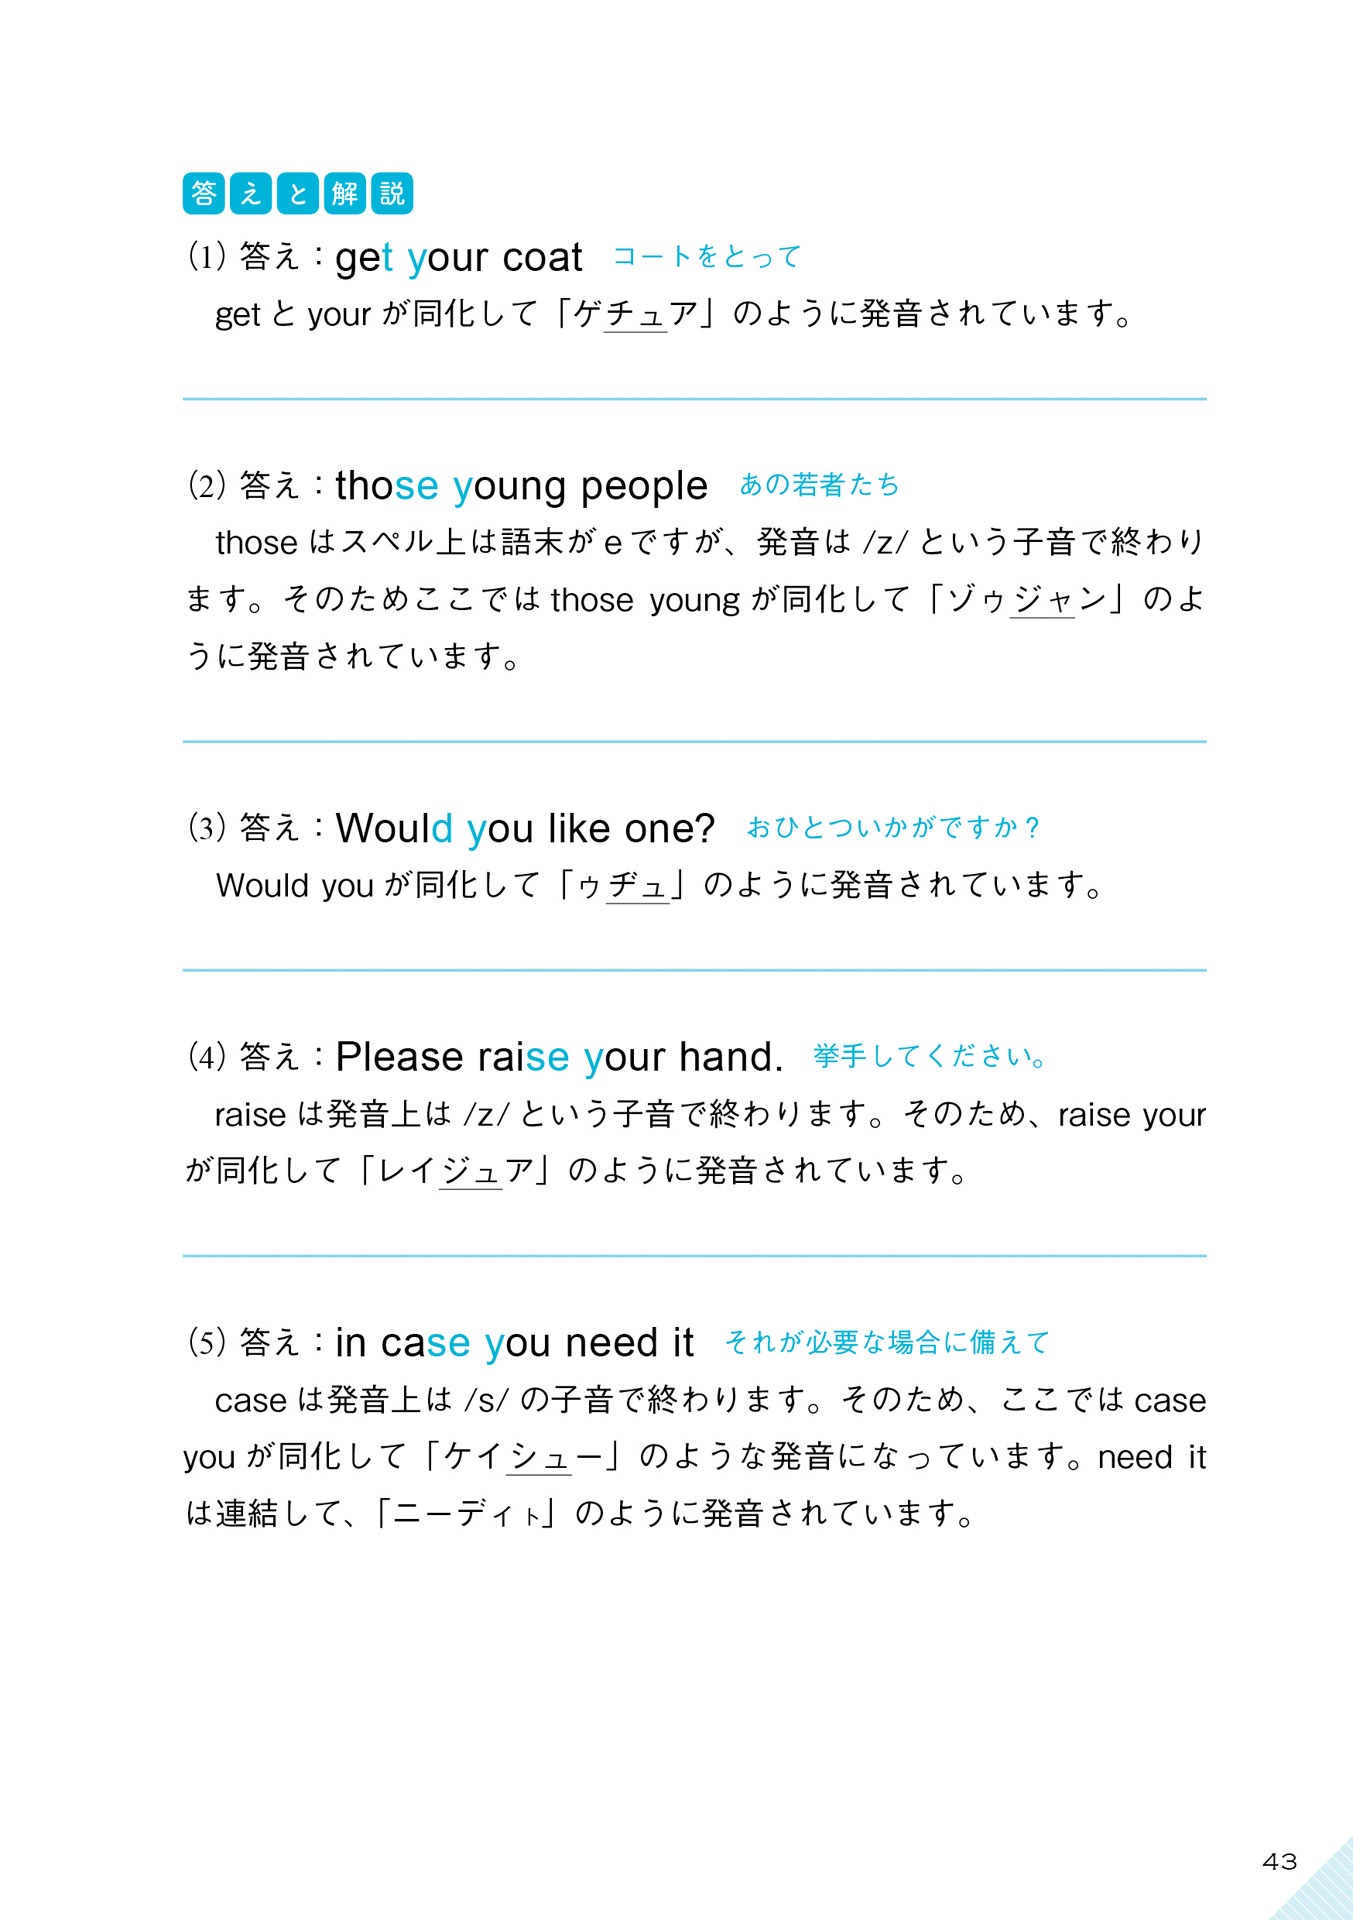 答えと解説
(1) 答え：get your coat コートをとって
get と your が同化して「ゲチュア」のように発音されています。
(2) 答え：those young people あの若者たち
those はスペル上は語末が e ですが、発音は /z/ という子音で終わり
ます。そのためここでは those young が同化して「ゾゥジャン」のよ
うに発音されています。
(3) 答え：Would you like one? おひとついかがですか？
Would you が同化して「ゥヂュ」のように発音されています。
(4) 答え：Please raise your hand. 挙手してください。
raise は発音上は /z/ という子音で終わります。そのため、raise your
が同化して「レイジュア」のように発音されています。
(5) 答え：in case you need it それが必要な場合に備えて
case は発音上は /s/ の子音で終わります。そのため、ここでは case
you が同化して「ケイシュー」のような発音になっています。need it
は連結して、「ニーディㇳ」のように発音されています。
43